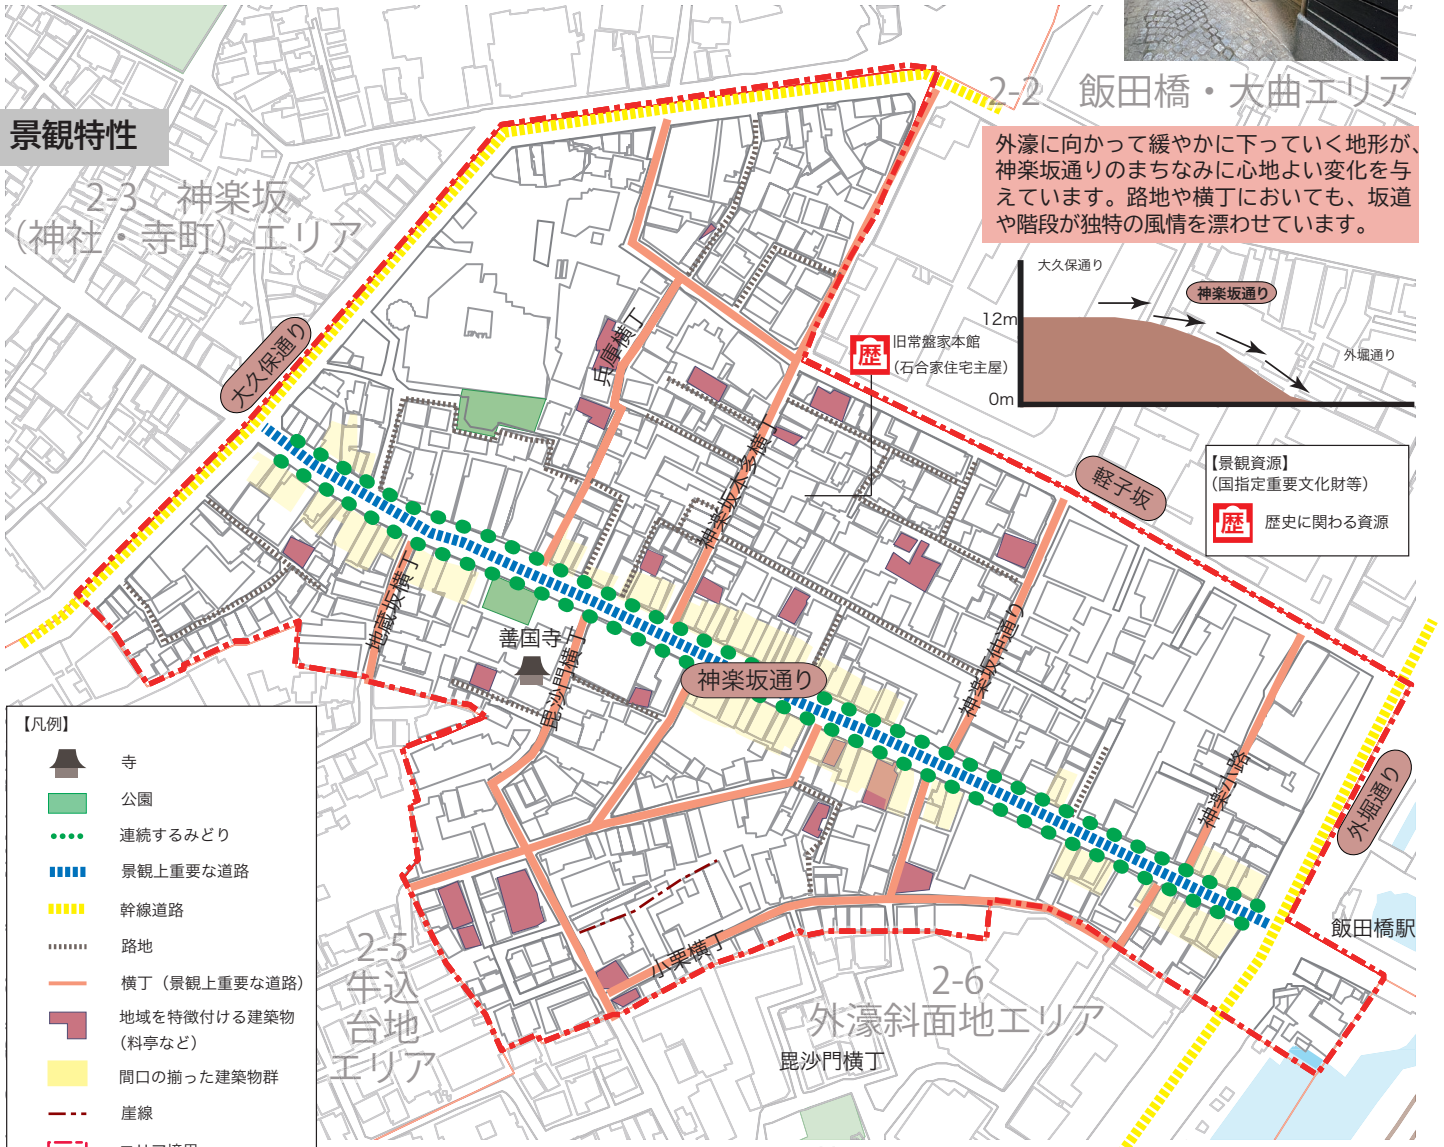 景観特性
2-2　飯田橋・大曲エリア
外濠に向かって緩やかに下っていく地形が、
神楽坂通りのまちなみに心地よい変化を与
えています。路地や横丁においても、坂道
や階段が独特の風情を漂わせています。
2-3　神楽坂
（神社・寺町）エリア
大久保通り
神楽坂通り
12m
外堀通り
0m
大久保通り
兵庫横丁
旧常盤家本館
（石合家住宅主屋）
歴
神楽坂本多横丁
軽子坂
【景観資源】
（国指定重要文化財等）
歴
歴史に関わる資源
地蔵坂横丁
善国寺
毘沙門横丁
神楽坂通り
神楽坂仲通り
神楽小路
外堀通り
飯田橋駅
小栗横丁
2-5
牛込
台地
エリア
2-6
外濠斜面地エリア
毘沙門横丁
【凡例】
寺
公園
連続するみどり
景観上重要な道路
幹線道路
路地
横丁（景観上重要な道路）
地域を特徴付ける建築物
（料亭など）
間口の揃った建築物群
崖線